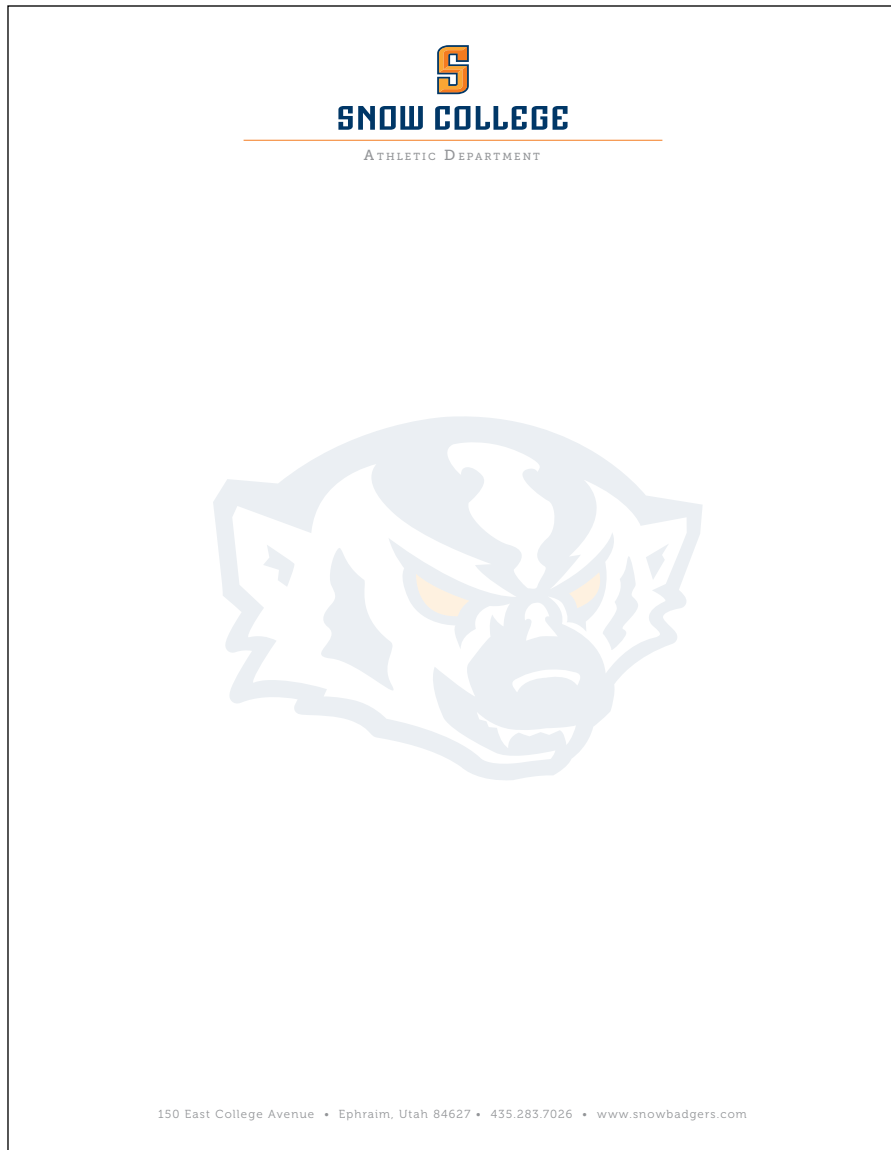 S
SNOW COLLEGE
ATHLETIC DEPARTMENT
150 East College Avenue • Ephraim, Utah 84627 • 435.283.7026 • www.snowbadgers.com